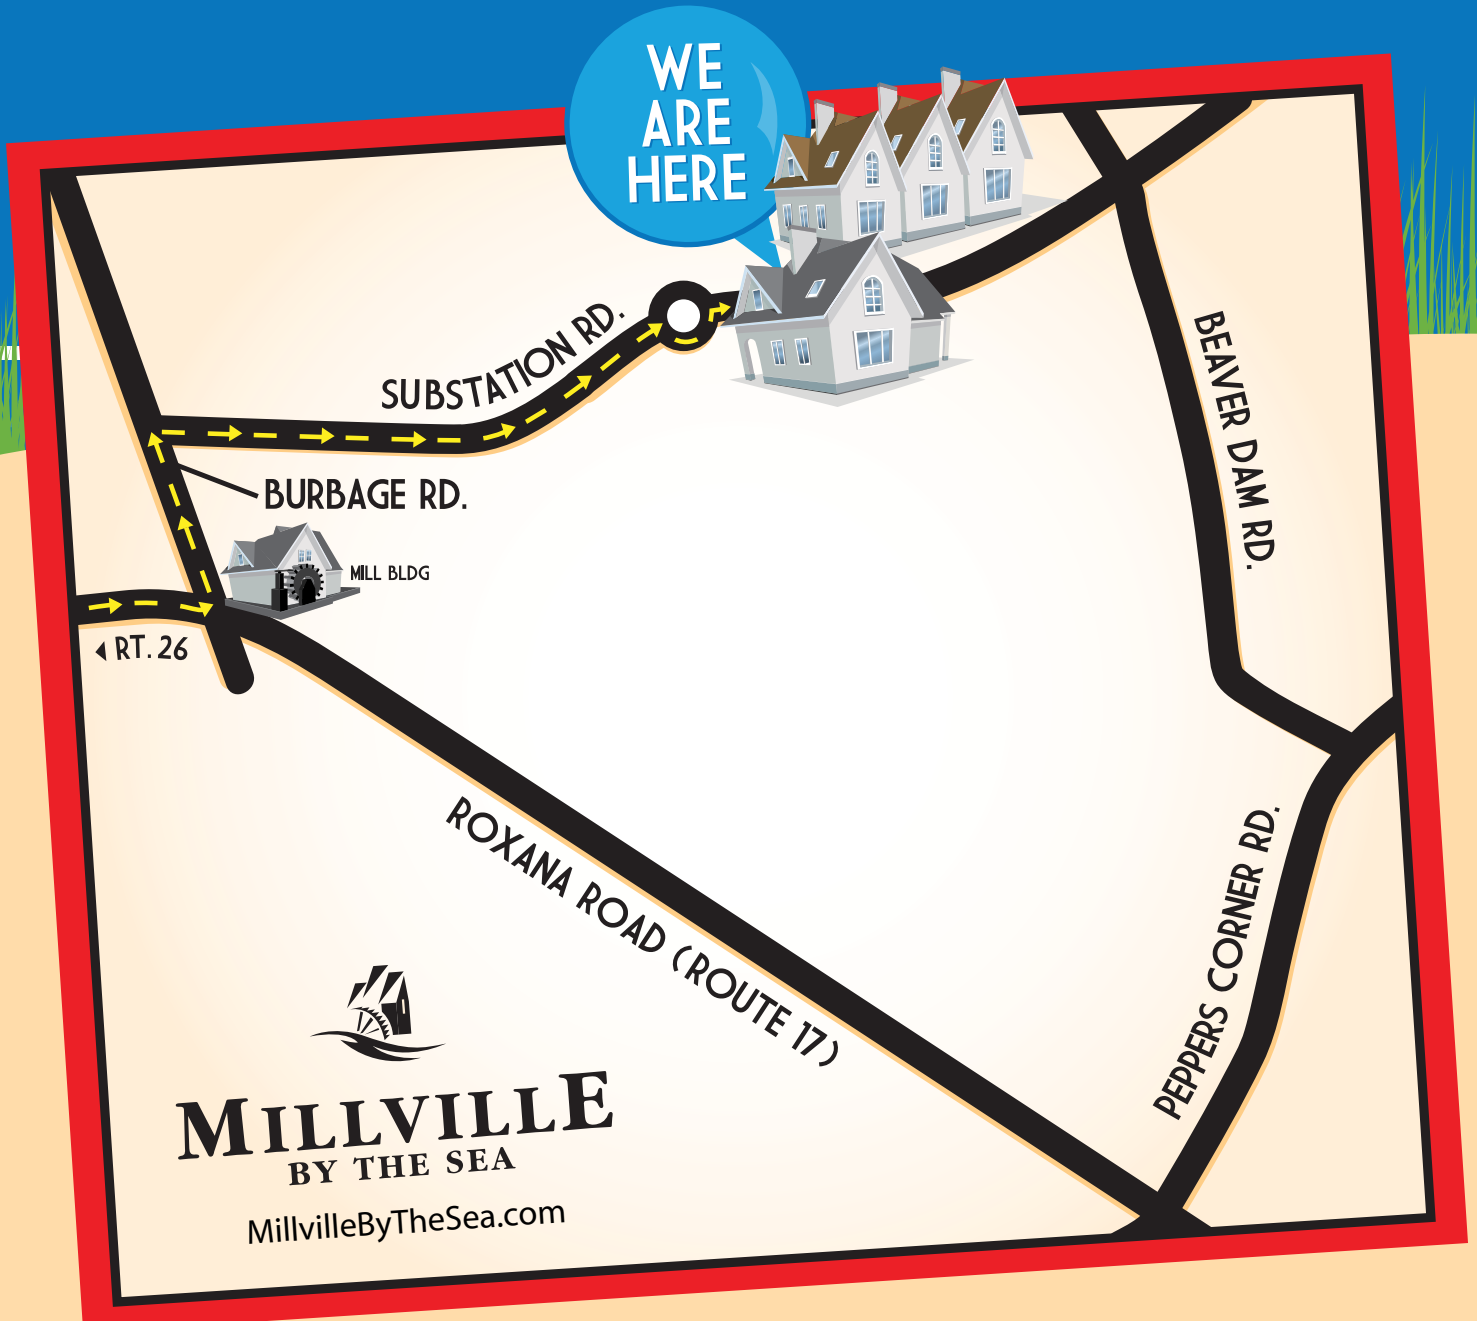 WE
ARE
HERE
SUBSTATION RD.
BEAVER DAM RD.
BURBAGE RD.
MILL BLDG
RT. 26
ROXANA ROAD (ROUTE 17)
PEPPERS CORNER RD.
MILLVILLE
BY THE SEA
MillvilleByTheSea.com